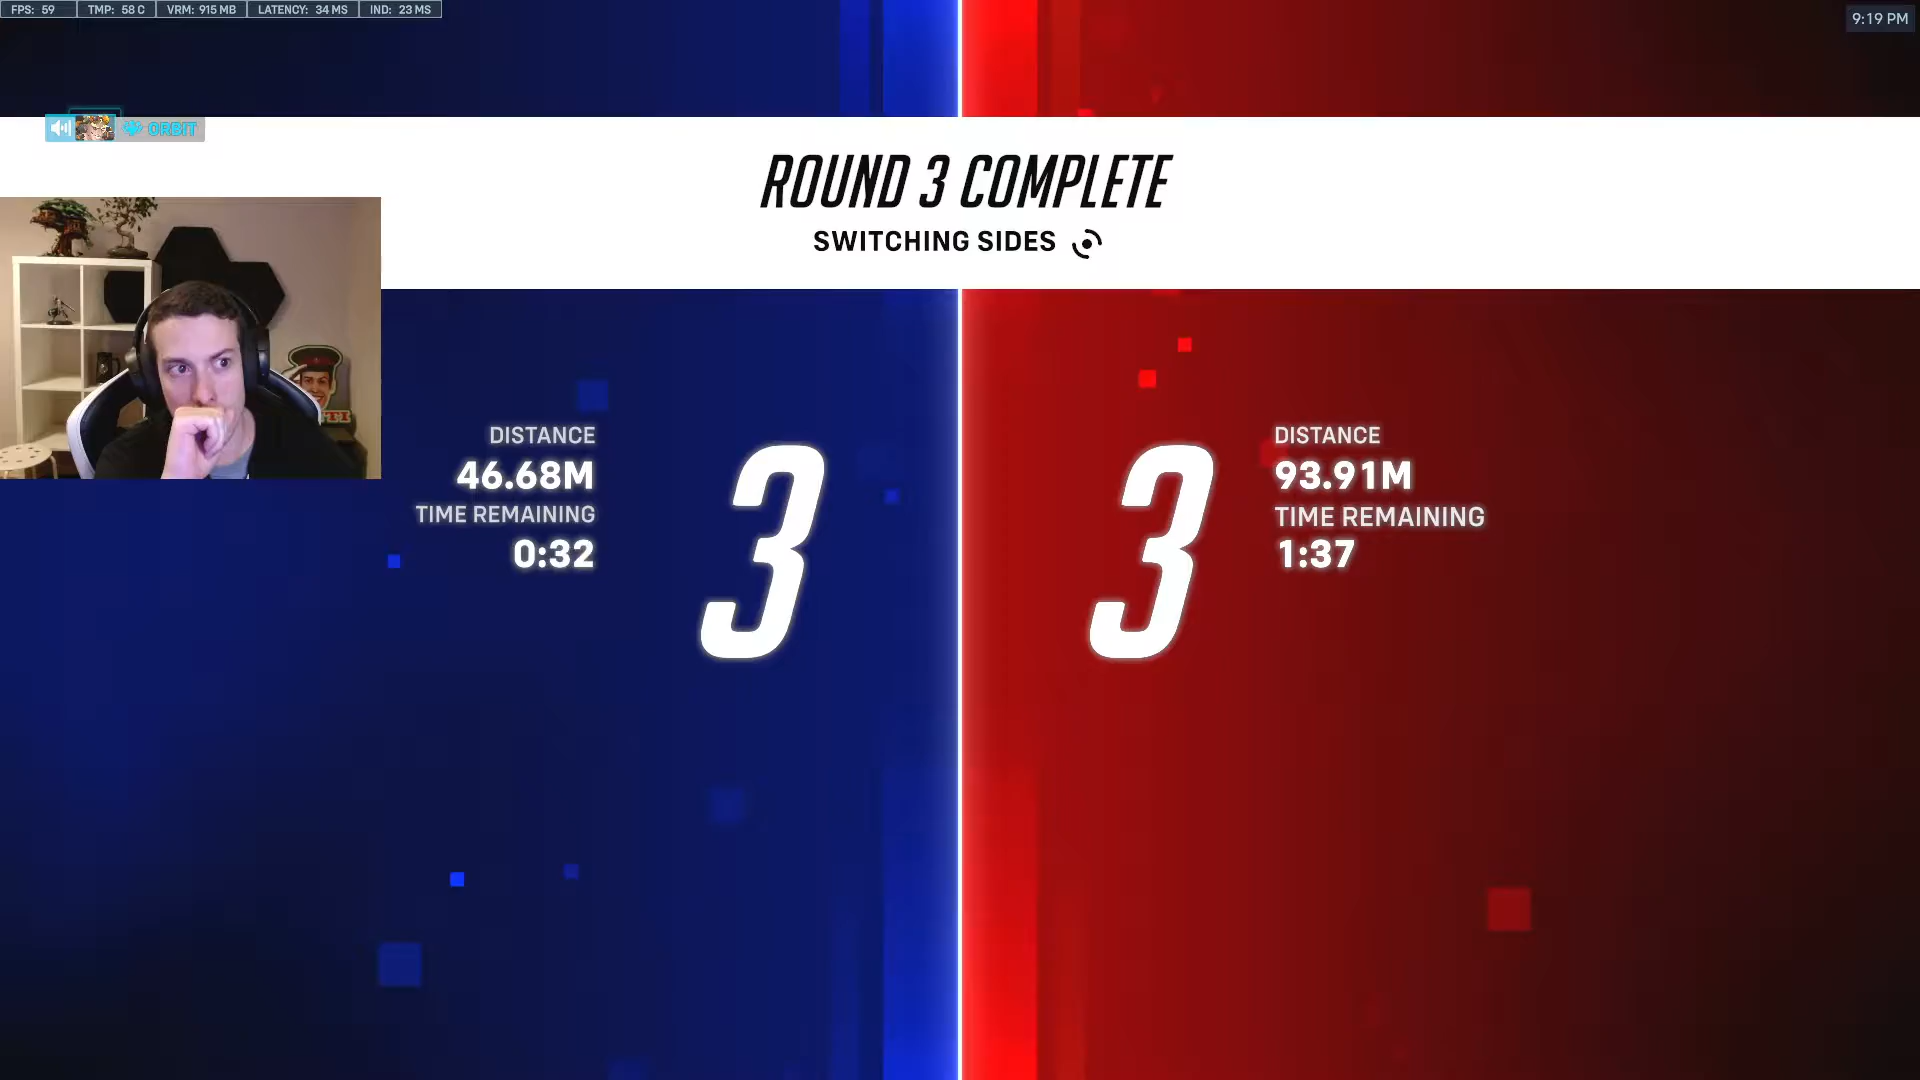 FPS: 59 TMP: 58 C VRM: 915 MB LATENCY: 34 MS IND: 23 MS
9:19 PM
ORBIT
ROUND 3 COMPLETE
SWITCHING SIDES
DISTANCE
46.68M
TIME REMAINING
0:32
3
3
DISTANCE
93.91M
TIME REMAINING
1:37